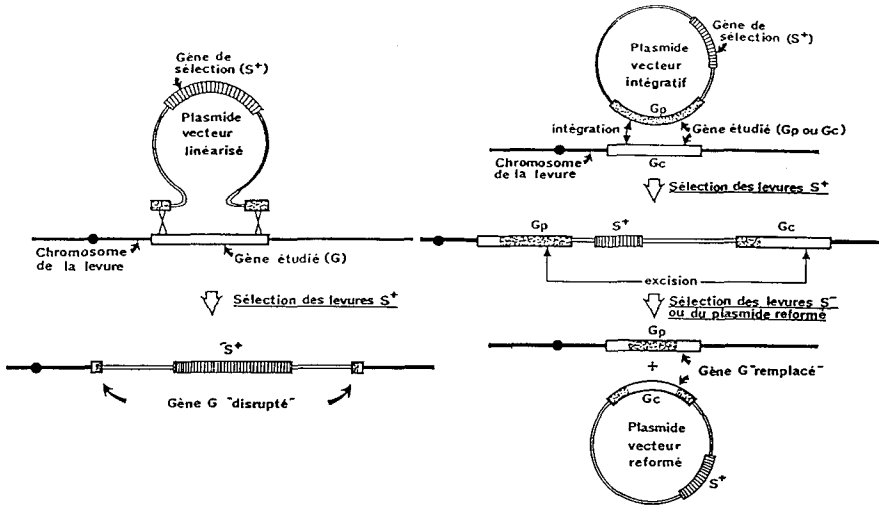 Gène de
sélection (S+)
Plasmide
vecteur
linéarisé
Chromosome
de la levure
Gène étudié (G)
Sélection des levures S+
S+
Gène G "disrupté"
Plasmide
vecteur
intégratif
Gène de
sélection (S+)
Gp
intégration
Gène étudié (Gp ou Gc)
Chromosome
de la levure
Gc
Sélection des levures S+
Gp
S+
Gc
excision
Sélection des levures S-
ou du plasmide reformé
Gp
+
Gène G "remplacé"
Gc
Plasmide
vecteur
reformé
S+